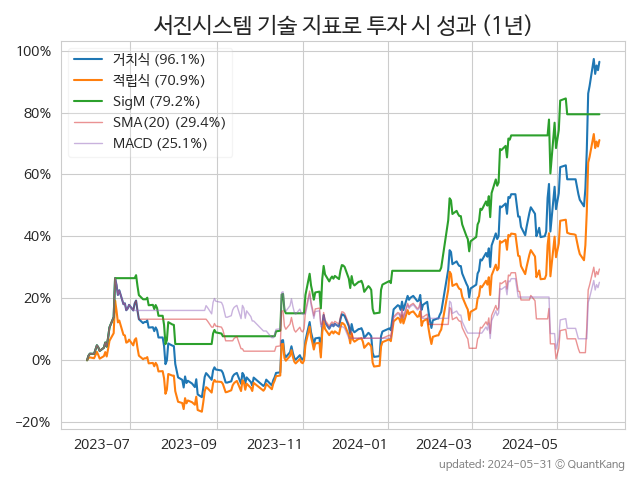 서진시스템 기술 지표로 투자 시 성과 (1년)
100%
80%
60%
40%
20%
0%
−20%
거치식 (96.1%)
적립식 (70.9%)
SigM (79.2%)
SMA(20) (29.4%)
MACD (25.1%)
2023-07
2023-09
2023-11
2024-01
2024-03
2024-05
updated: 2024-05-31 © QuantKang